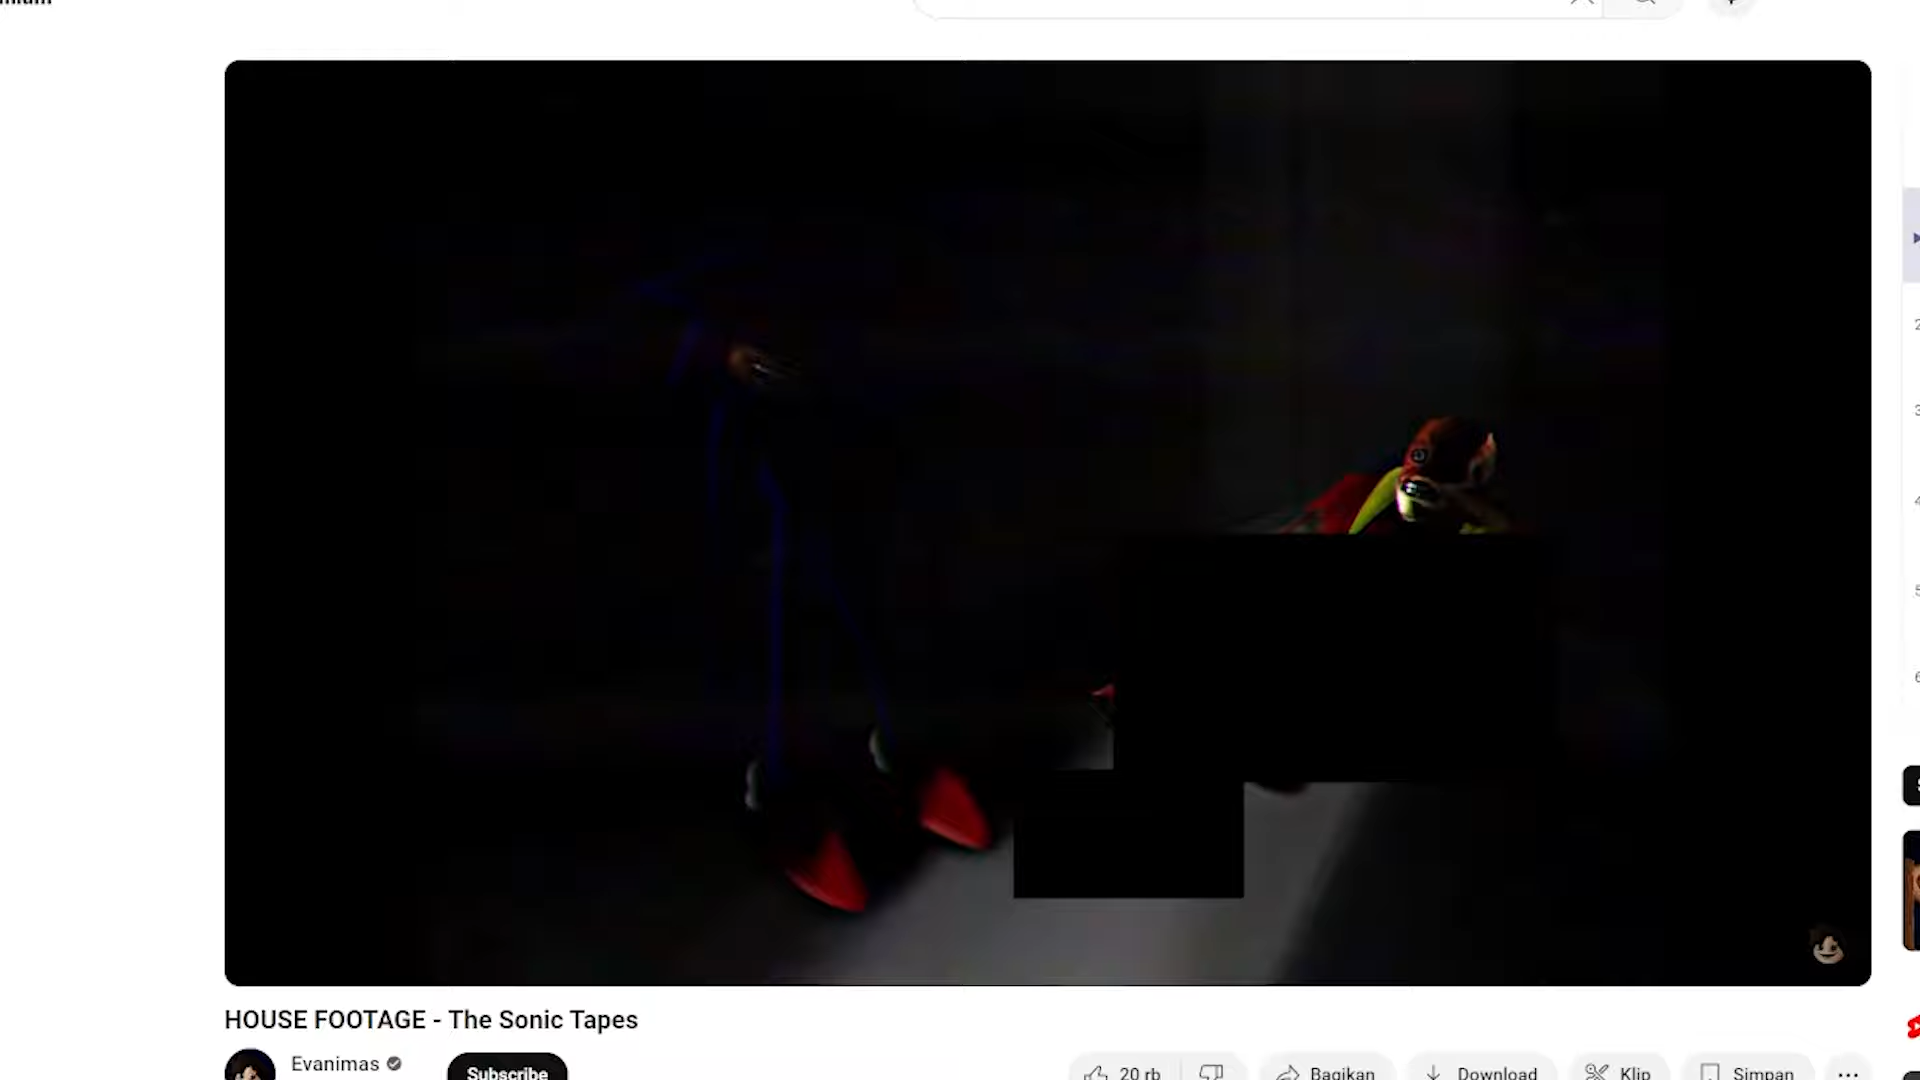 HOUSE FOOTAGE - The Sonic Tapes
Evanimas
Subscribe
20 rb
Bagikan
Download
Klip
Simpan